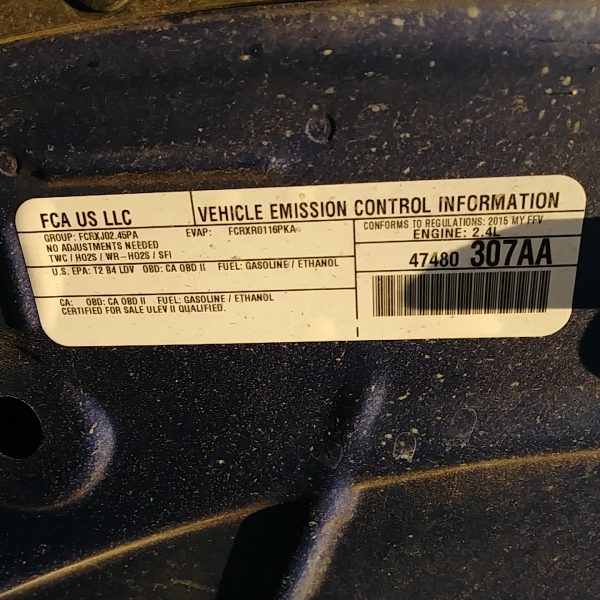 FCA US LLC
VEHICLE EMISSION CONTROL INFORMATION
GROUP: FCRXJ02.45PA EVAP: FCRXR0116PKA
CONFORMS TO REGULATIONS: 2015 MY FFV
NO ADJUSTMENTS NEEDED
ENGINE: 2.4L
TWC / HO2S / WR-HO2S / SFI
47480 307AA
U.S. EPA: T2 B4 LDV OBD: CA OBD II FUEL: GASOLINE / ETHANOL
CA: OBD: CA OBD II FUEL: GASOLINE / ETHANOL
CERTIFIED FOR SALE ULEV II QUALIFIED.